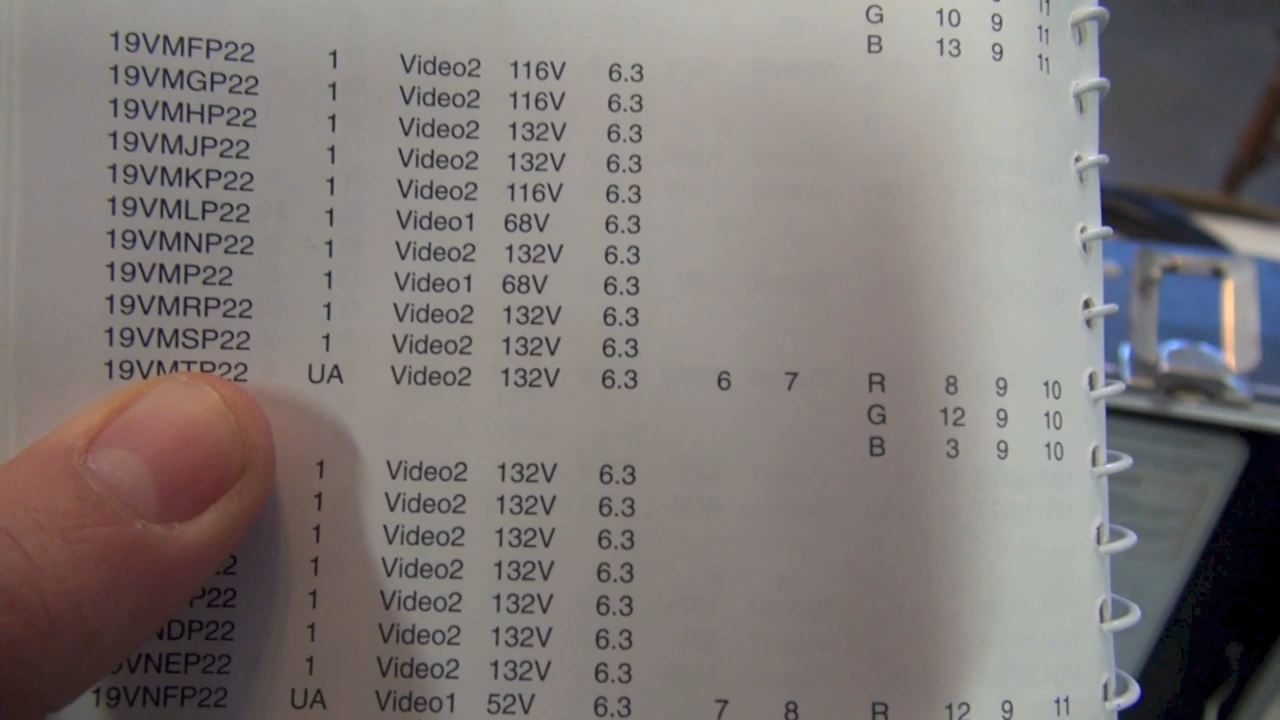 G 10 9 11
B 13 9 11
19VMFP22 1 Video2 116V 6.3
19VMGP22 1 Video2 116V 6.3
19VMHP22 1 Video2 132V 6.3
19VMJP22 1 Video2 132V 6.3
19VMKP22 1 Video2 116V 6.3
19VMLP22 1 Video1 68V 6.3
19VMNP22 1 Video2 132V 6.3
19VMP22 1 Video1 68V 6.3
19VMRP22 1 Video2 132V 6.3
19VMSP22 1 Video2 132V 6.3
19VMTP22 UA Video2 132V 6.3 6 7 R 8 9 10
G 12 9 10
B 3 9 10
1 Video2 132V 6.3
1 Video2 132V 6.3
1 Video2 132V 6.3
1 Video2 132V 6.3
P22 1 Video2 132V 6.3
NDP22 1 Video2 132V 6.3
VNEP22 1 Video2 132V 6.3
19VNFP22 UA Video1 52V 6.3 7 8 R 12 9 11